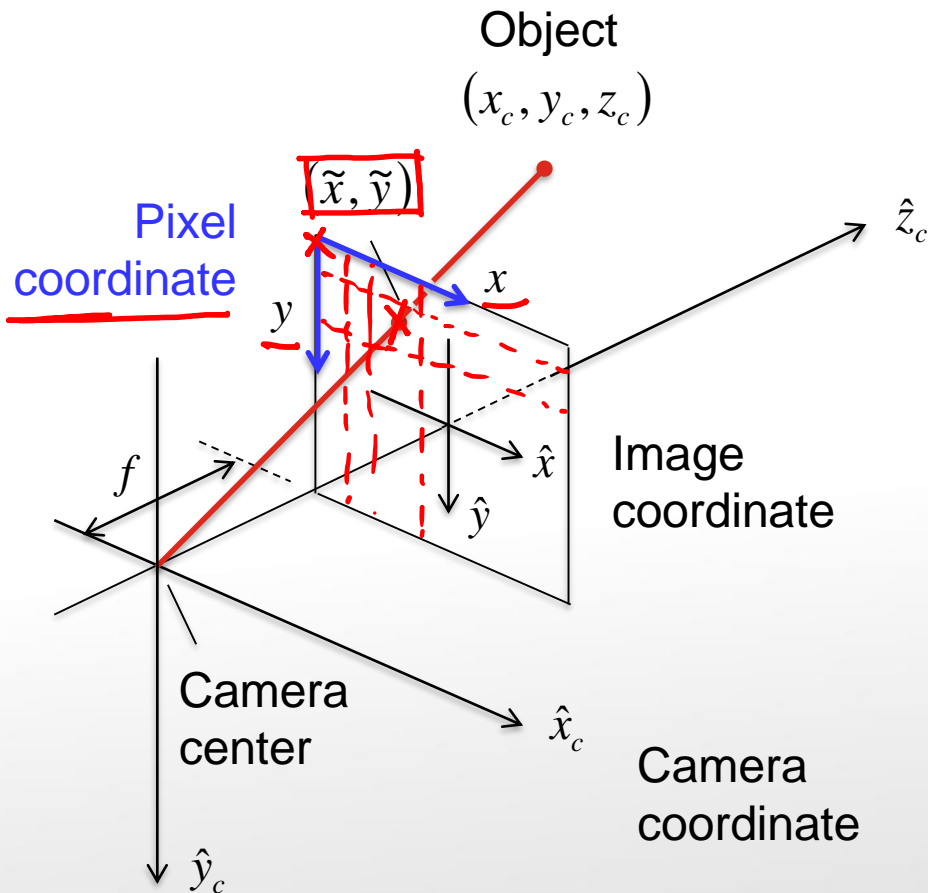 Object
(x_c, y_c, z_c)
(x̃, ỹ)
ẑ_c
Pixel
coordinate
x
y
f
x̂
ŷ
Image
coordinate
Camera
center
x̂_c
Camera
coordinate
ŷ_c